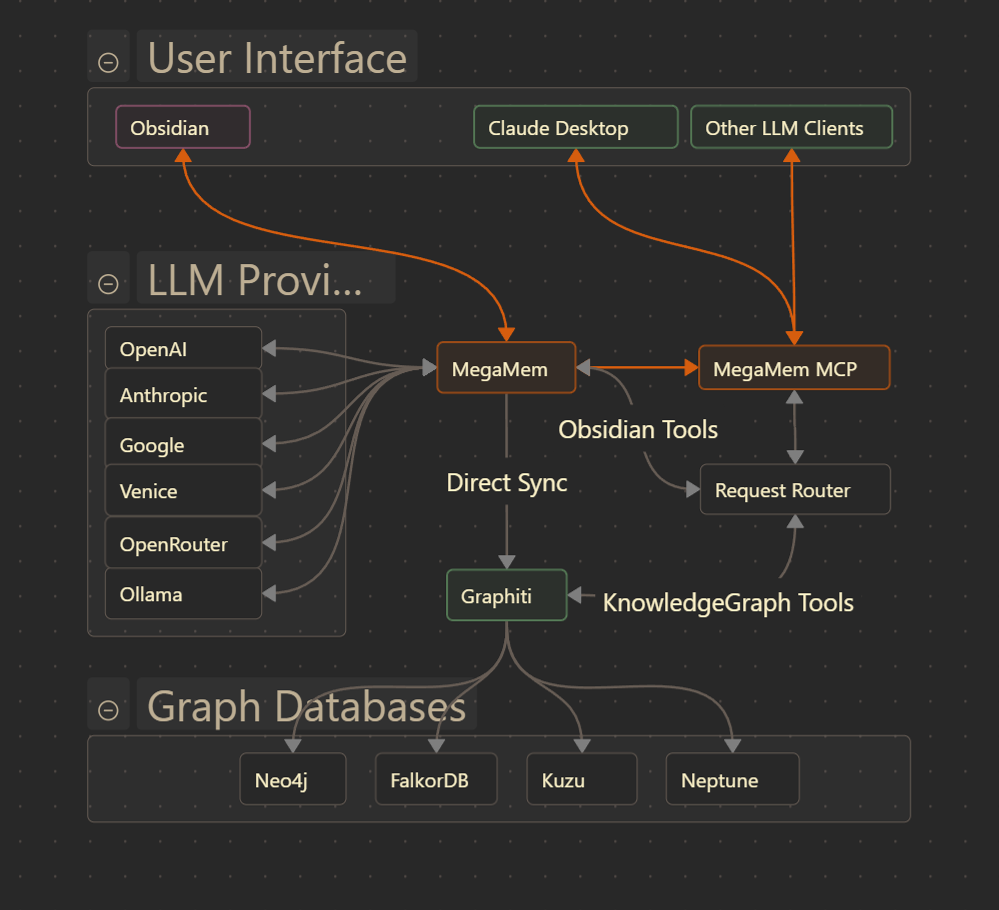 User Interface
Obsidian
Claude Desktop
Other LLM Clients
LLM Provi...
OpenAI
Anthropic
Google
Venice
OpenRouter
Ollama
MegaMem
MegaMem MCP
Obsidian Tools
Direct Sync
Request Router
Graphiti
KnowledgeGraph Tools
Graph Databases
Neo4j
FalkorDB
Kuzu
Neptune